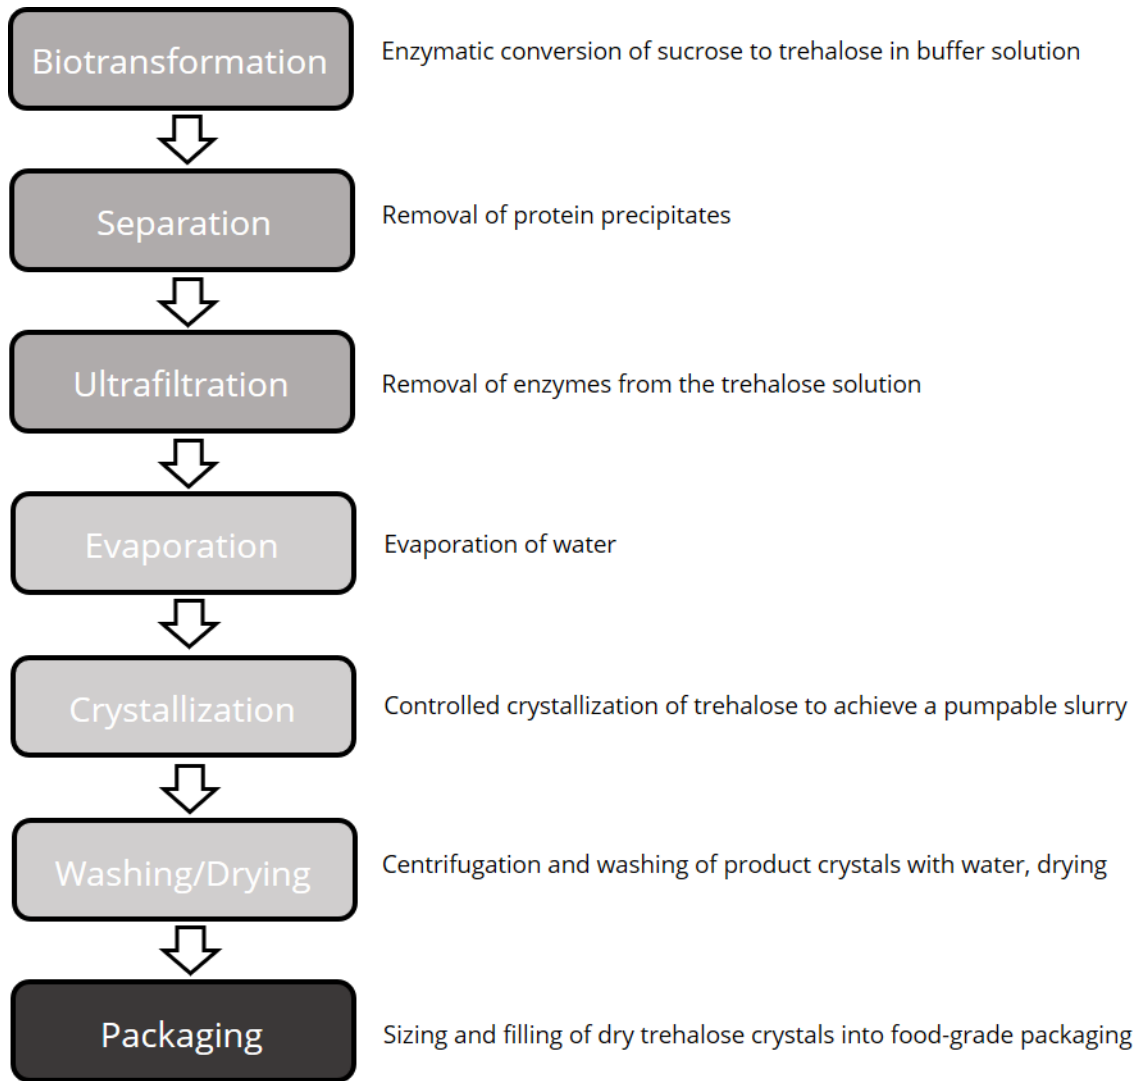 Biotransformation
Enzymatic conversion of sucrose to trehalose in buffer solution
Separation
Removal of protein precipitates
Ultrafiltration
Removal of enzymes from the trehalose solution
Evaporation
Evaporation of water
Crystallization
Controlled crystallization of trehalose to achieve a pumpable slurry
Washing/Drying
Centrifugation and washing of product crystals with water, drying
Packaging
Sizing and filling of dry trehalose crystals into food-grade packaging